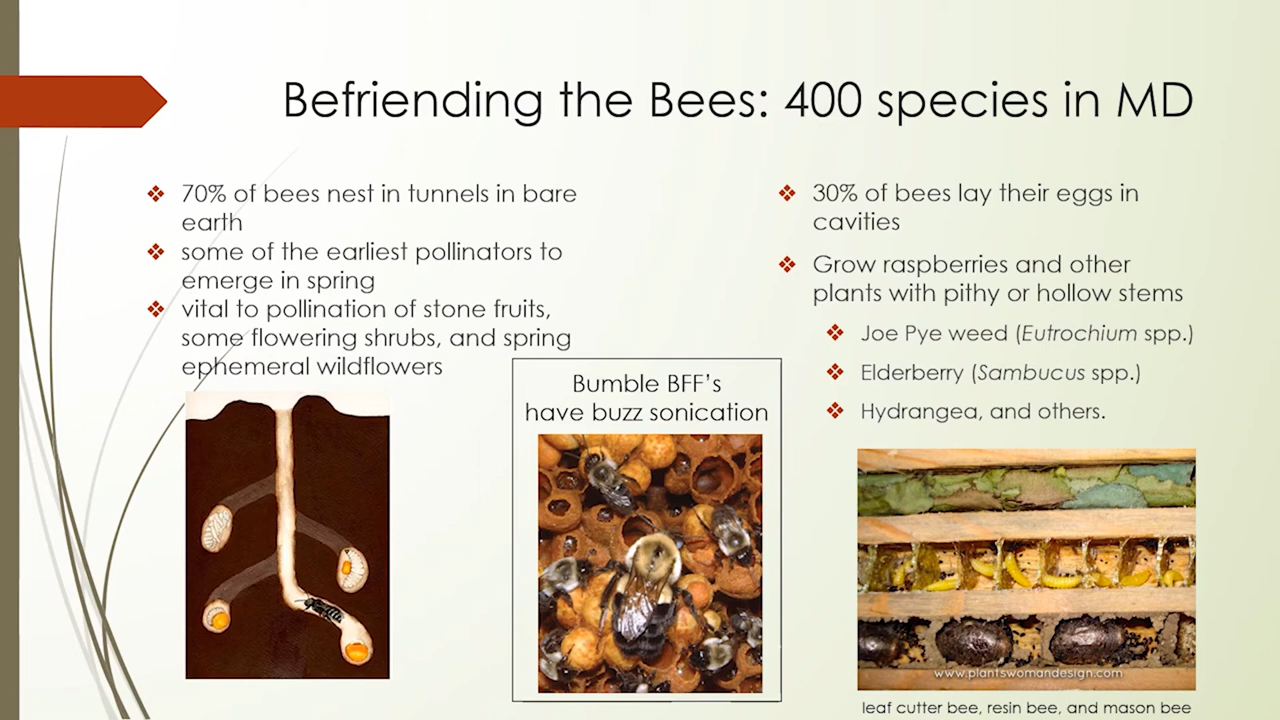 Befriending the Bees: 400 species in MD
70% of bees nest in tunnels in bare
earth
some of the earliest pollinators to
emerge in spring
vital to pollination of stone fruits,
some flowering shrubs, and spring
ephemeral wildflowers
Bumble BFF's
have buzz sonication
30% of bees lay their eggs in
cavities
Grow raspberries and other
plants with pithy or hollow stems
Joe Pye weed (Eutrochium spp.)
Elderberry (Sambucus spp.)
Hydrangea, and others.
www.plantswomandesign.com
leaf cutter bee, resin bee, and mason bee